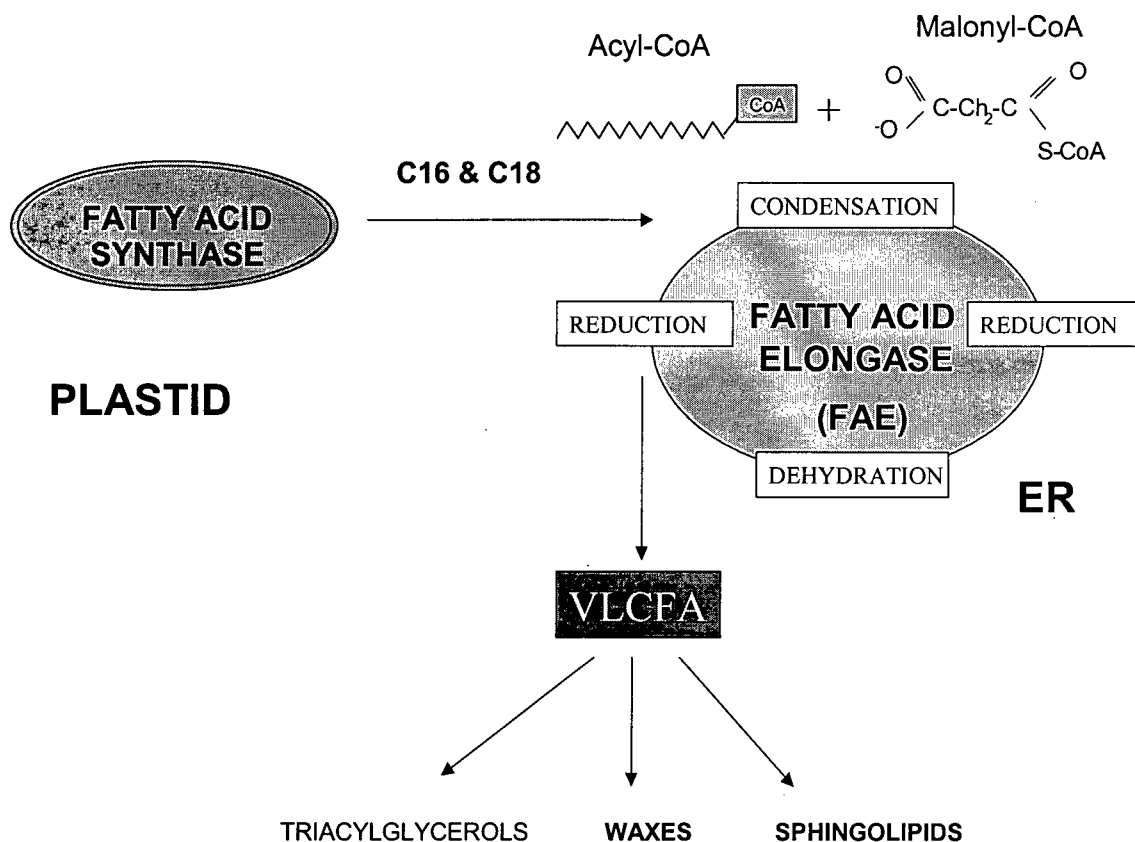 Acyl-CoA
Malonyl-CoA
CoA
+
O
O
-O
C-Ch2-C
S-CoA
C16 & C18
FATTY ACID
SYNTHASE
PLASTID
CONDENSATION
REDUCTION
FATTY ACID
ELONGASE
(FAE)
REDUCTION
DEHYDRATION
ER
VLCFA
TRIACYLGLYCEROLS
WAXES
SPHINGOLIPIDS